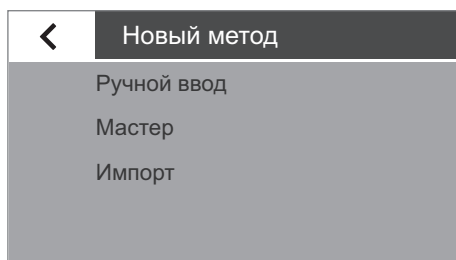 Новый метод
Ручной ввод
Мастер
Импорт